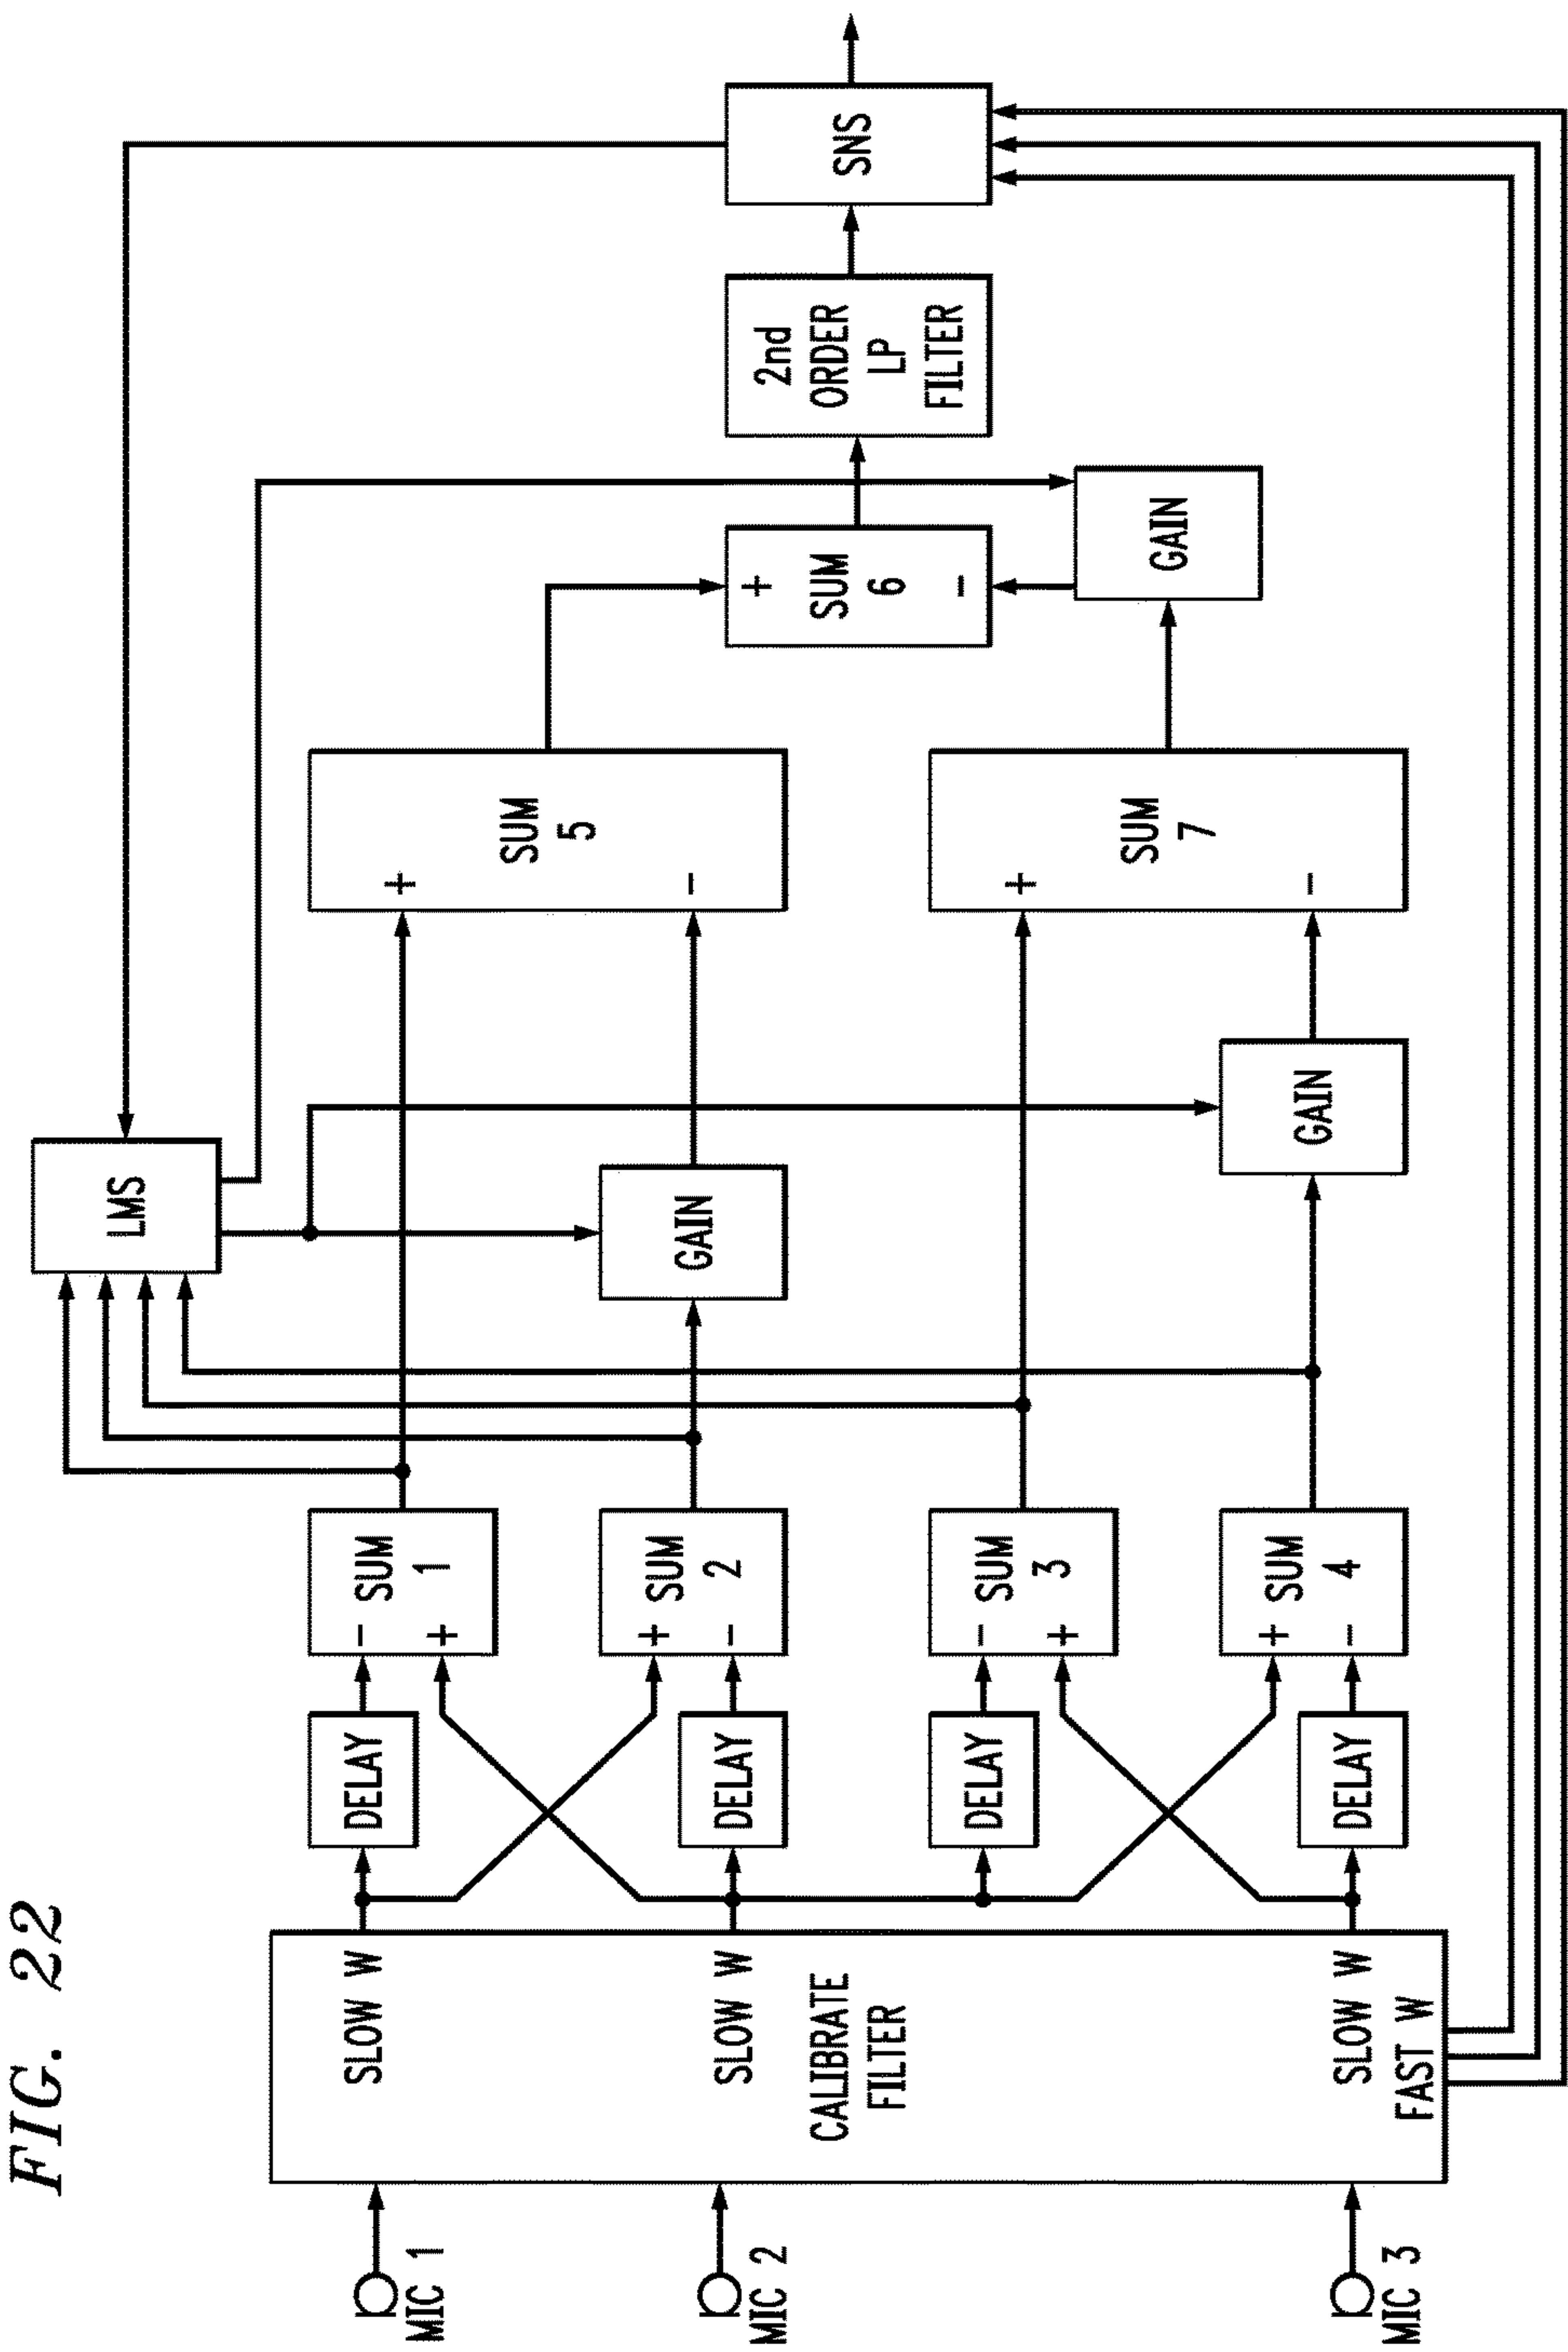 FIG. 22
MIC 1
MIC 2
MIC 3
SLOW W
SLOW W
CALIBRATE
FILTER
SLOW W
FAST W
DELAY
DELAY
DELAY
DELAY
- SUM
1
+
+ SUM
2
-
- SUM
3
+
+ SUM
4
-
LMS
GAIN
GAIN
+
SUM
5
-
+
SUM
7
-
+
SUM
6
-
GAIN
2nd
ORDER
LP
FILTER
SNS